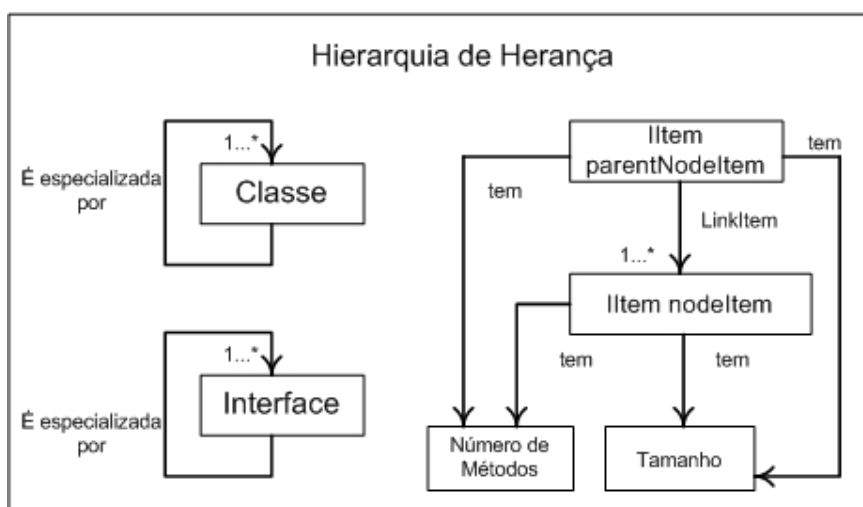 Hierarquia de Herança
1...*
É especializada
por
Classe
1...*
É especializada
por
Interface
IItem
parentNodeItem
tem
tem
LinkItem
1...*
IItem nodeItem
tem
tem
Número de
Métodos
Tamanho